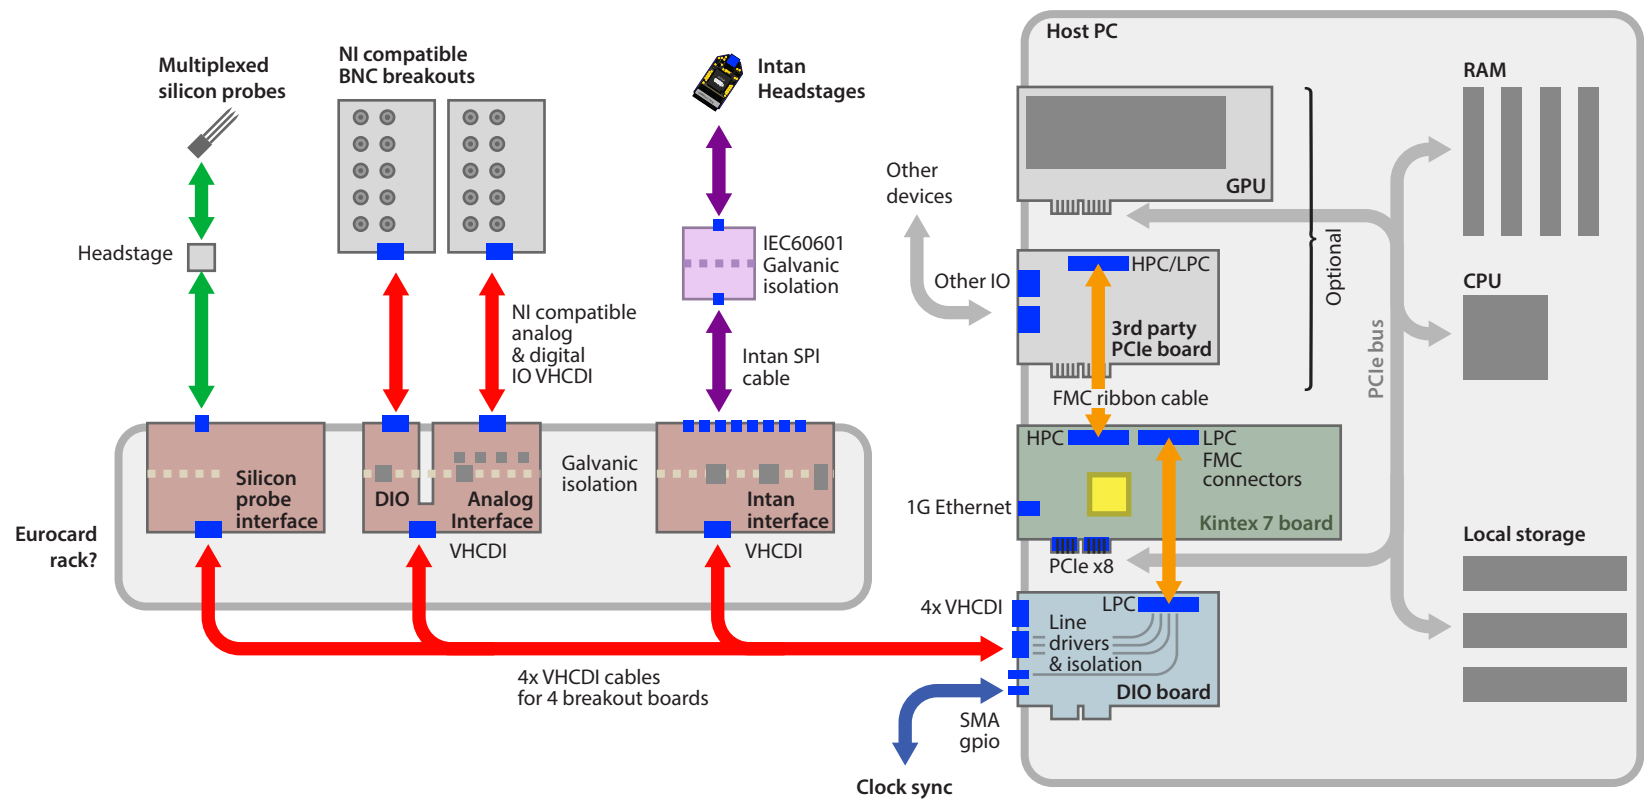 Host PC
Multiplexed
silicon probes
NI compatible
BNC breakouts
Intan
Headstages
RAM
GPU
Other
devices
Headstage
IEC60601
Galvanic
isolation
HPC/LPC
Other IO
Optional
CPU
NI compatible
analog
& digital
IO VHCDI
3rd party
PCIe board
PCIe bus
Intan SPI
cable
FMC ribbon cable
HPC
LPC
FMC
connectors
Galvanic
isolation
Silicon
probe
interface
DIO
Analog
Interface
Intan
interface
1G Ethernet
Kintex 7 board
Eurocard
rack?
VHCDI
VHCDI
PCIe x8
Local storage
4x VHCDI
LPC
Line
drivers
& isolation
DIO board
4x VHCDI cables
for 4 breakout boards
SMA
gpio
Clock sync